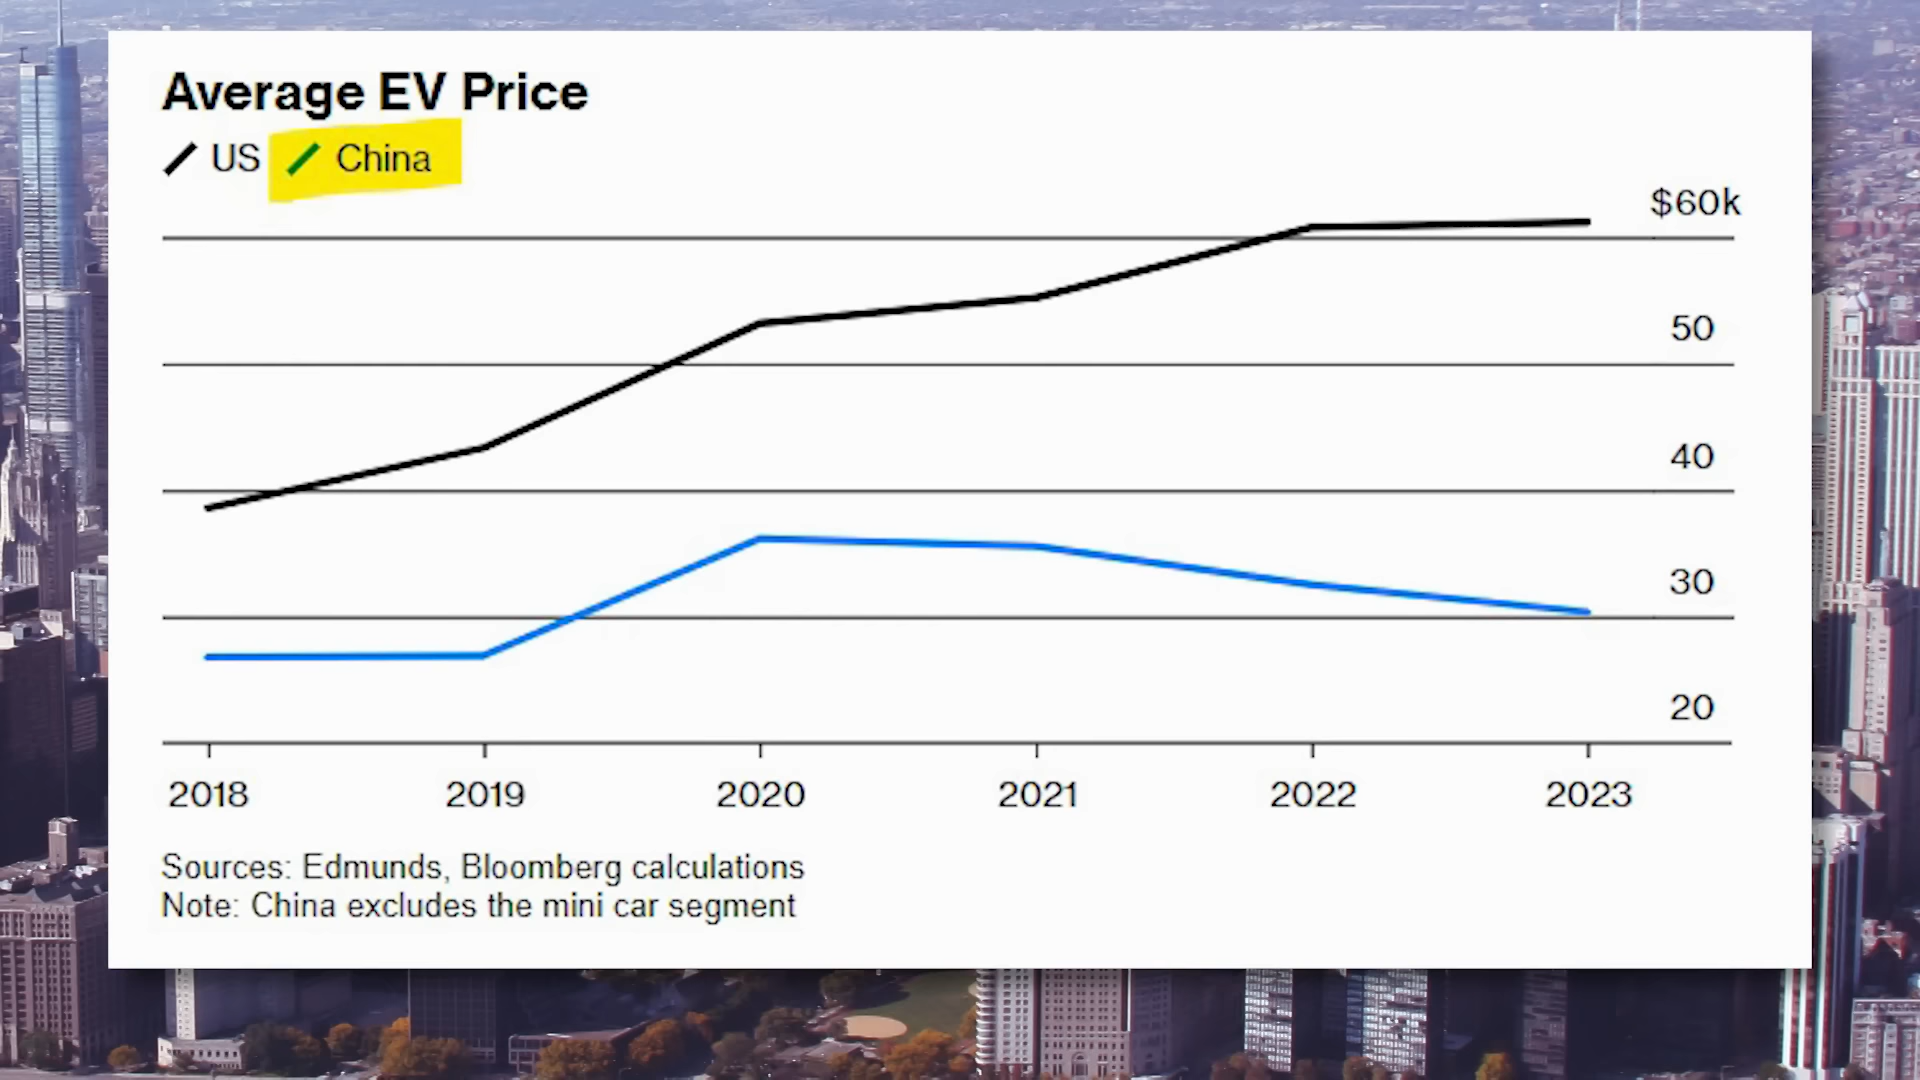 Average EV Price
US China
$60k
50
40
30
20
2018 2019 2020 2021 2022 2023
Sources: Edmunds, Bloomberg calculations
Note: China excludes the mini car segment